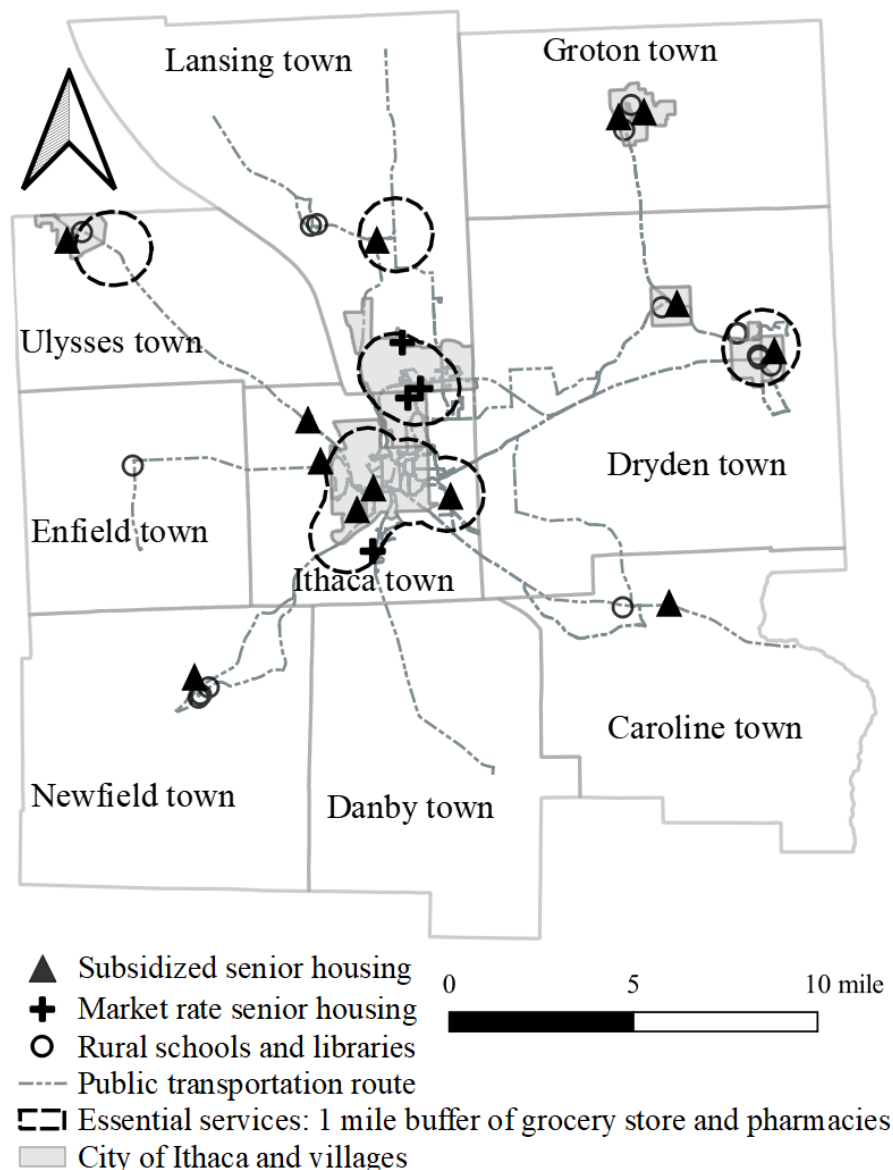 Lansing town
Groton town
Ulysses town
Dryden town
Enfield town
Ithaca town
Caroline town
Newfield town
Danby town
Subsidized senior housing
Market rate senior housing
Rural schools and libraries
Public transportation route
Essential services: 1 mile buffer of grocery store and pharmacies
City of Ithaca and villages
0 5 10 mile